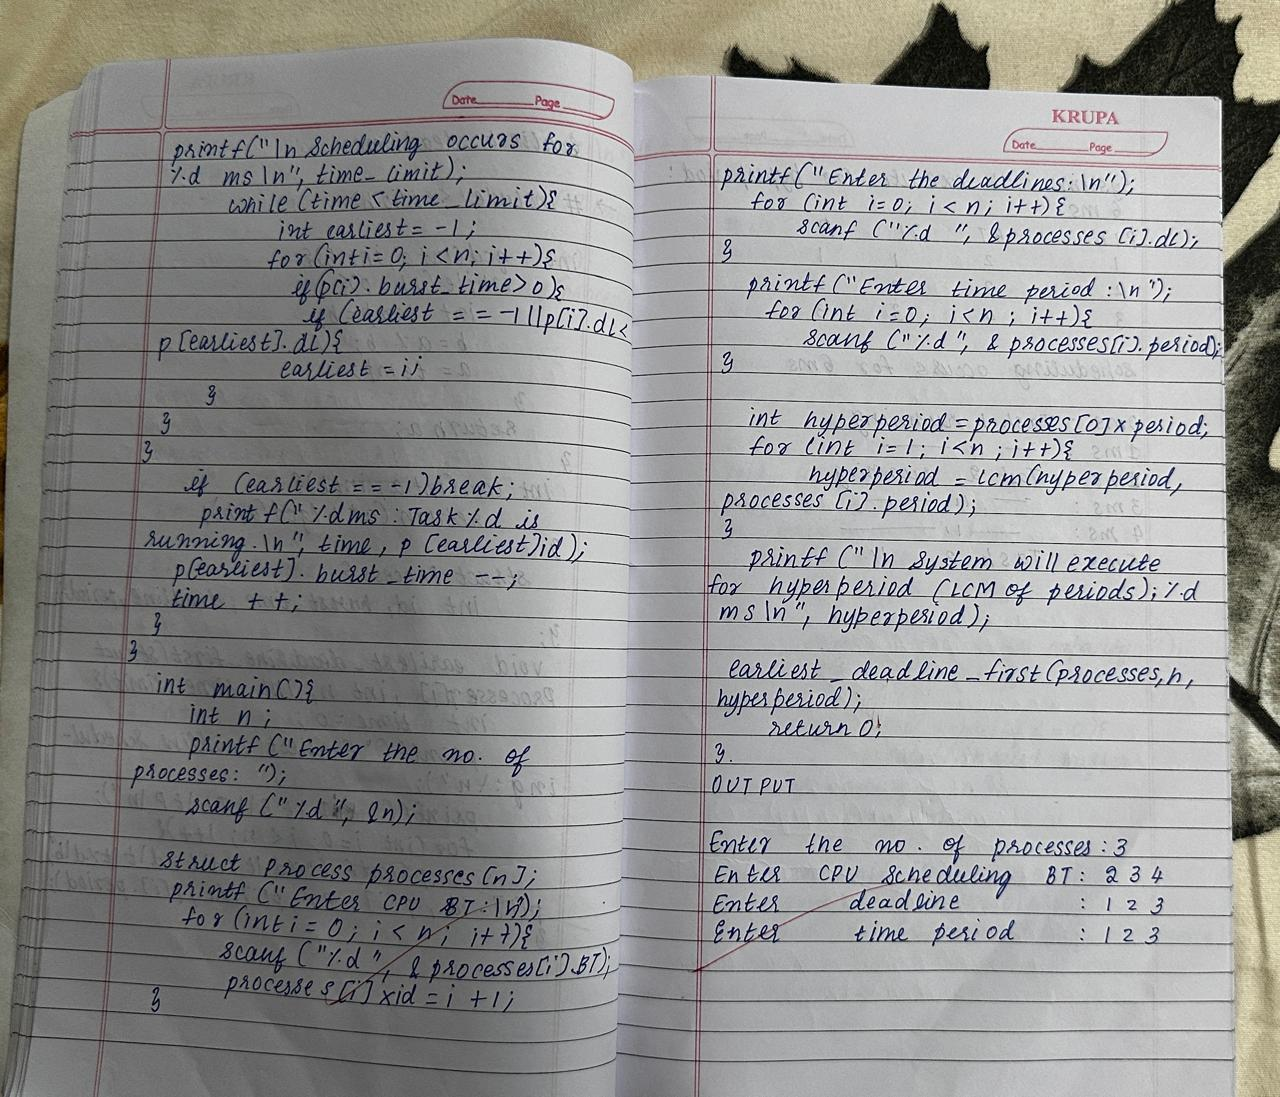 Date Page
printf("\n Scheduling occurs for
%d ms \n", time_limit);
while (time < time_limit){
int earliest = -1;
for(int i=0; i<n; i++){
if(p(i). burst_time>0){
if (earliest == -1||p[i].dl<
p[earliest].dl){
earliest = i;
}
}
}
if (earliest == -1)break;
printf("%dms : Task %d is
running.\n", time, p[earliest]id);
p[earliest]. burst_time --;
time ++;
}
}
int main(){
int n;
printf("Enter the no. of
processes: ");
scanf ("%d", &n);
struct process processes[n];
printf ("Enter CPU BT:\n");
for(int i=0; i<n; i++){
scanf ("%d", & processes[i].BT);
processes[i]xid = i +1;
}
KRUPA
Date Page
printf("Enter the deadlines:\n");
for (int i=0; i<n; i++){
scanf ("%d ", &processes[i].dl);
}
printf("Enter time period :\n");
for(int i=0; i<n ; i++){
scanf ("%d", & processes[i].period);
}
int hyperperiod = processes[0]xperiod;
for (int i=1; i<n; i++){
hyperperiod = lcm(hyperperiod,
processes [i].period);
}
printf ("\n System will execute
for hyperperiod (LCM of periods);%d
ms\n", hyperperiod);
earliest_deadline_first(processes,n,
hyperperiod);
return 0;
}.
OUTPUT
Enter the no. of processes:3
Enter CPU Scheduling BT: 2 3 4
Enter deadline : 1 2 3
Enter time period : 1 2 3